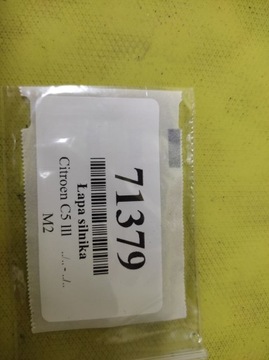 71379
Łapa silnika
Citroen C5 III ../.. - ../..
M2